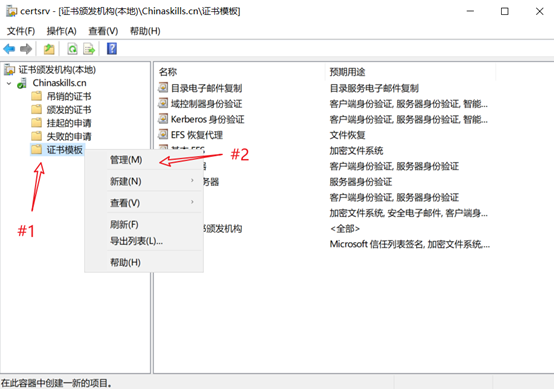 certsrv - [证书颁发机构(本地)\Chinaskills.cn\证书模板]
文件(F) 操作(A) 查看(V) 帮助(H)
证书颁发机构(本地)
Chinaskills.cn
吊销的证书
颁发的证书
挂起的申请
失败的申请
证书模板
#1
管理(M)
新建(N)
查看(V)
刷新(F)
导出列表(L)...
帮助(H)
#2
名称 预期用途
目录电子邮件复制 目录服务电子邮件复制
域控制器身份验证 客户端身份验证, 服务器身份验证, 智能...
Kerberos 身份验证 客户端身份验证, 服务器身份验证, 智能...
EFS 恢复代理 文件恢复
基本 EFS 加密文件系统
器 客户端身份验证, 服务器身份验证
务器 服务器身份验证
客户端身份验证, 服务器身份验证
加密文件系统, 安全电子邮件, 客户端身...
书颁发机构 <全部>
Microsoft 信任列表签名, 加密文件系统,...
在此容器中创建一个新的项目。